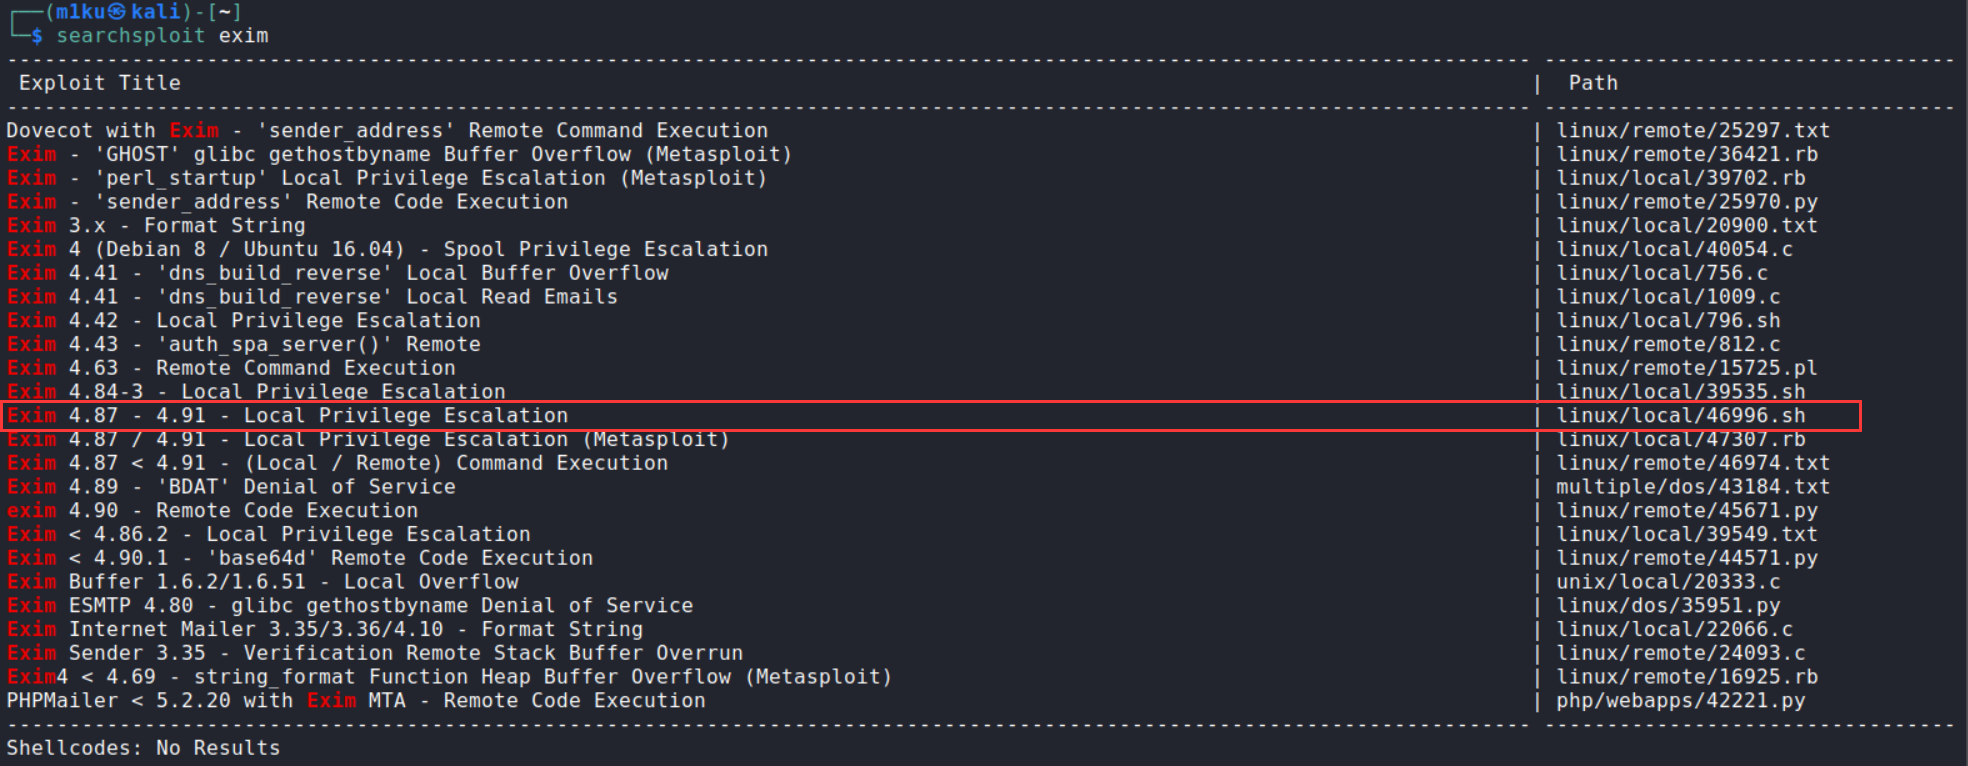 ┌──(m1ku㉿kali)-[~]
└─$ searchsploit exim
-------------------------------------------------------------------------------------------------------------------------- ---------------------------------
 Exploit Title                                                                                                            |  Path
-------------------------------------------------------------------------------------------------------------------------- ---------------------------------
Dovecot with Exim - 'sender_address' Remote Command Execution | linux/remote/25297.txt
Exim - 'GHOST' glibc gethostbyname Buffer Overflow (Metasploit) | linux/remote/36421.rb
Exim - 'perl_startup' Local Privilege Escalation (Metasploit) | linux/local/39702.rb
Exim - 'sender_address' Remote Code Execution | linux/remote/25970.py
Exim 3.x - Format String | linux/local/20900.txt
Exim 4 (Debian 8 / Ubuntu 16.04) - Spool Privilege Escalation | linux/local/40054.c
Exim 4.41 - 'dns_build_reverse' Local Buffer Overflow | linux/local/756.c
Exim 4.41 - 'dns_build_reverse' Local Read Emails | linux/local/1009.c
Exim 4.42 - Local Privilege Escalation | linux/local/796.sh
Exim 4.43 - 'auth_spa_server()' Remote | linux/remote/812.c
Exim 4.63 - Remote Command Execution | linux/remote/15725.pl
Exim 4.84-3 - Local Privilege Escalation | linux/local/39535.sh
Exim 4.87 - 4.91 - Local Privilege Escalation | linux/local/46996.sh
Exim 4.87 / 4.91 - Local Privilege Escalation (Metasploit) | linux/local/47307.rb
Exim 4.87 < 4.91 - (Local / Remote) Command Execution | linux/remote/46974.txt
Exim 4.89 - 'BDAT' Denial of Service | multiple/dos/43184.txt
exim 4.90 - Remote Code Execution | linux/remote/45671.py
Exim < 4.86.2 - Local Privilege Escalation | linux/local/39549.txt
Exim < 4.90.1 - 'base64d' Remote Code Execution | linux/remote/44571.py
Exim Buffer 1.6.2/1.6.51 - Local Overflow | unix/local/20333.c
Exim ESMTP 4.80 - glibc gethostbyname Denial of Service | linux/dos/35951.py
Exim Internet Mailer 3.35/3.36/4.10 - Format String | linux/local/22066.c
Exim Sender 3.35 - Verification Remote Stack Buffer Overrun | linux/remote/24093.c
Exim4 < 4.69 - string_format Function Heap Buffer Overflow (Metasploit) | linux/remote/16925.rb
PHPMailer < 5.2.20 with Exim MTA - Remote Code Execution | php/webapps/42221.py
-------------------------------------------------------------------------------------------------------------------------- ---------------------------------
Shellcodes: No Results